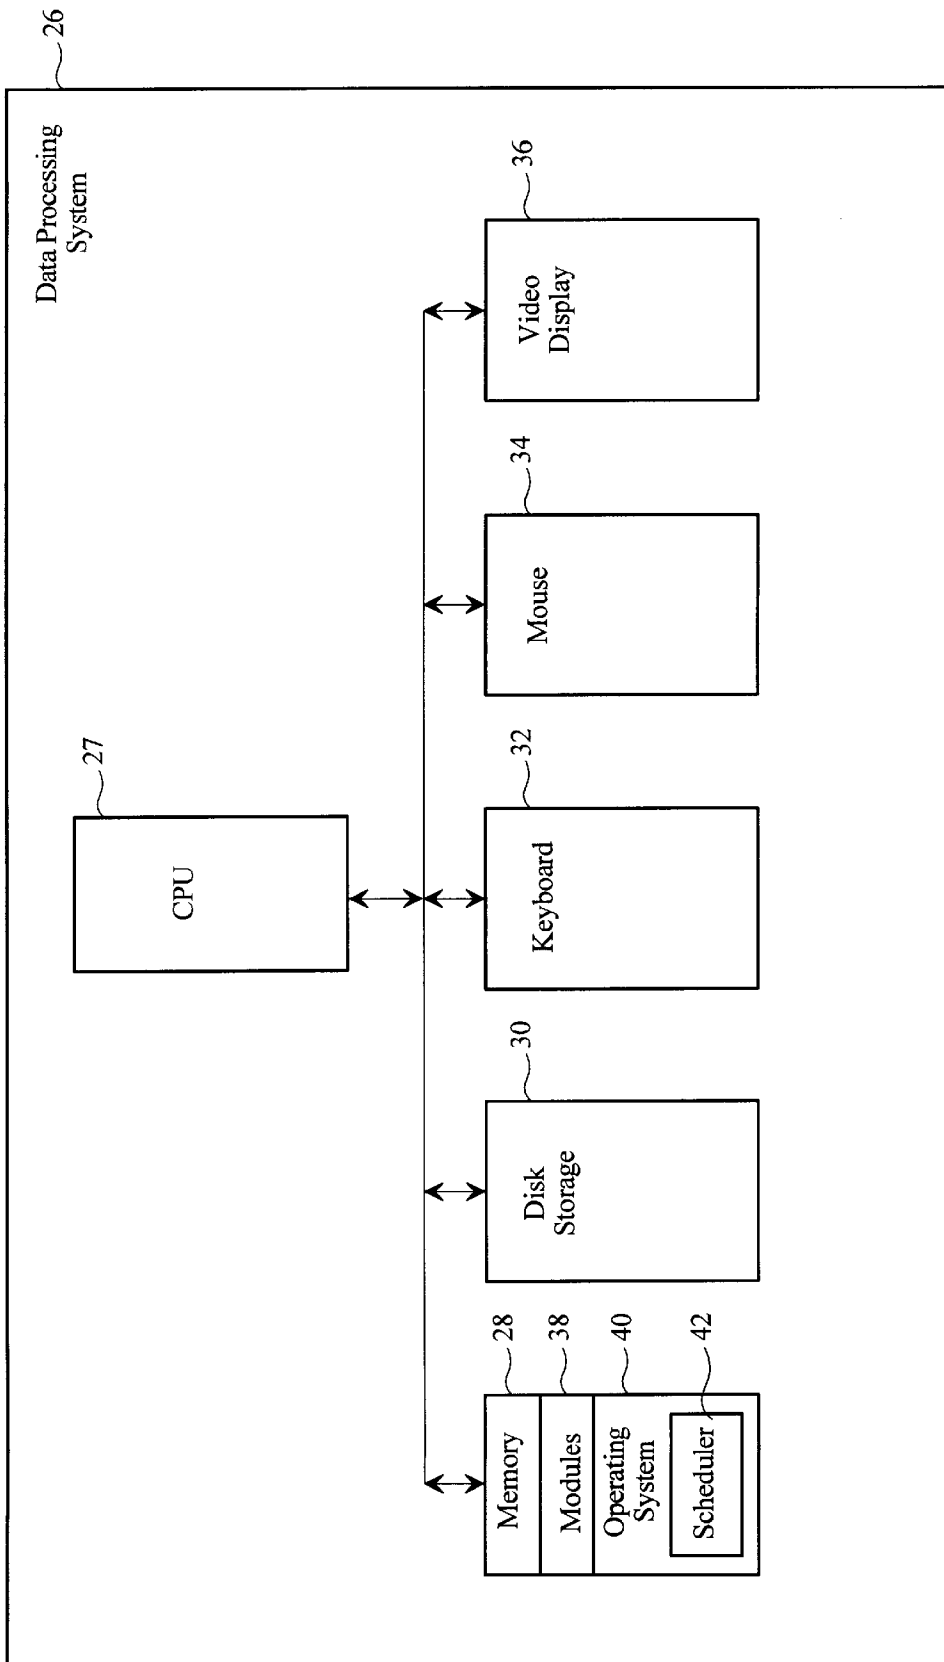 Data Processing
System
26
CPU
27
Memory
28
Modules
38
Operating
System
40
Scheduler
42
Disk
Storage
30
Keyboard
32
Mouse
34
Video
Display
36